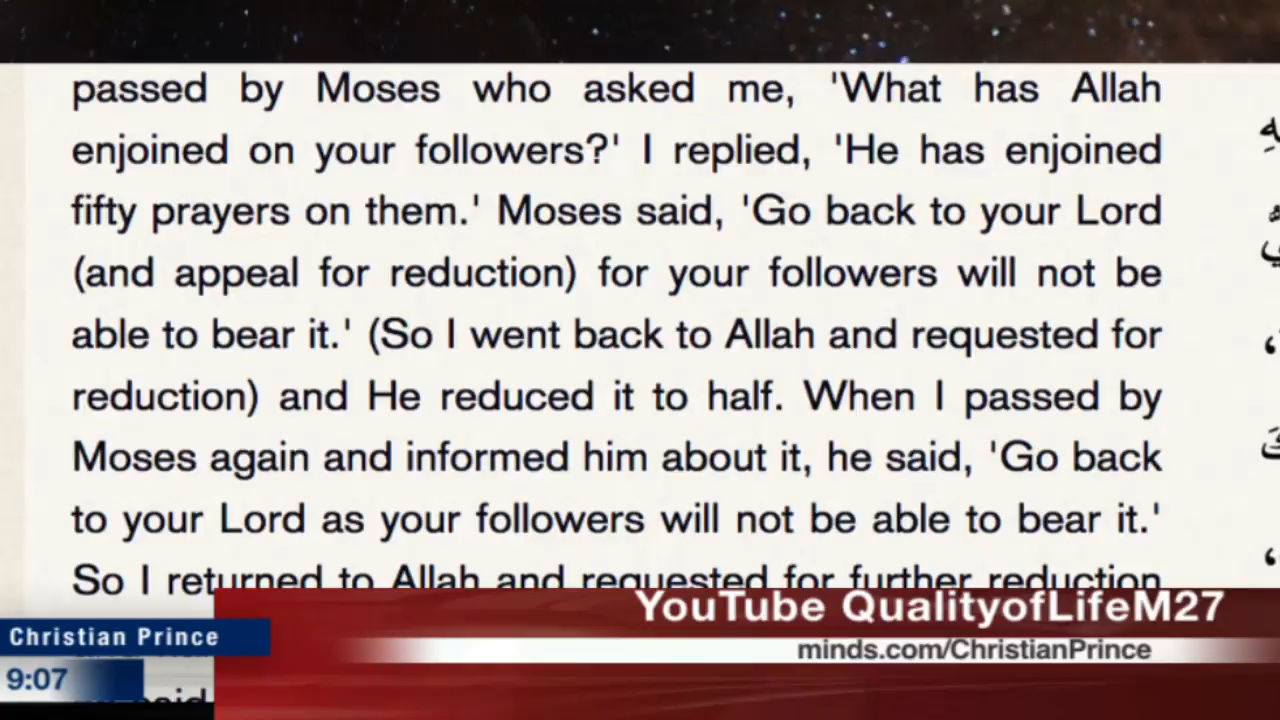 passed by Moses who asked me, 'What has Allah
enjoined on your followers?' I replied, 'He has enjoined
fifty prayers on them.' Moses said, 'Go back to your Lord
(and appeal for reduction) for your followers will not be
able to bear it.' (So I went back to Allah and requested for
reduction) and He reduced it to half. When I passed by
Moses again and informed him about it, he said, 'Go back
to your Lord as your followers will not be able to bear it.'
So I returned to Allah and requested for further reduction
YouTube QualityofLifeM27
Christian Prince
minds.com/ChristianPrince
9:07
said